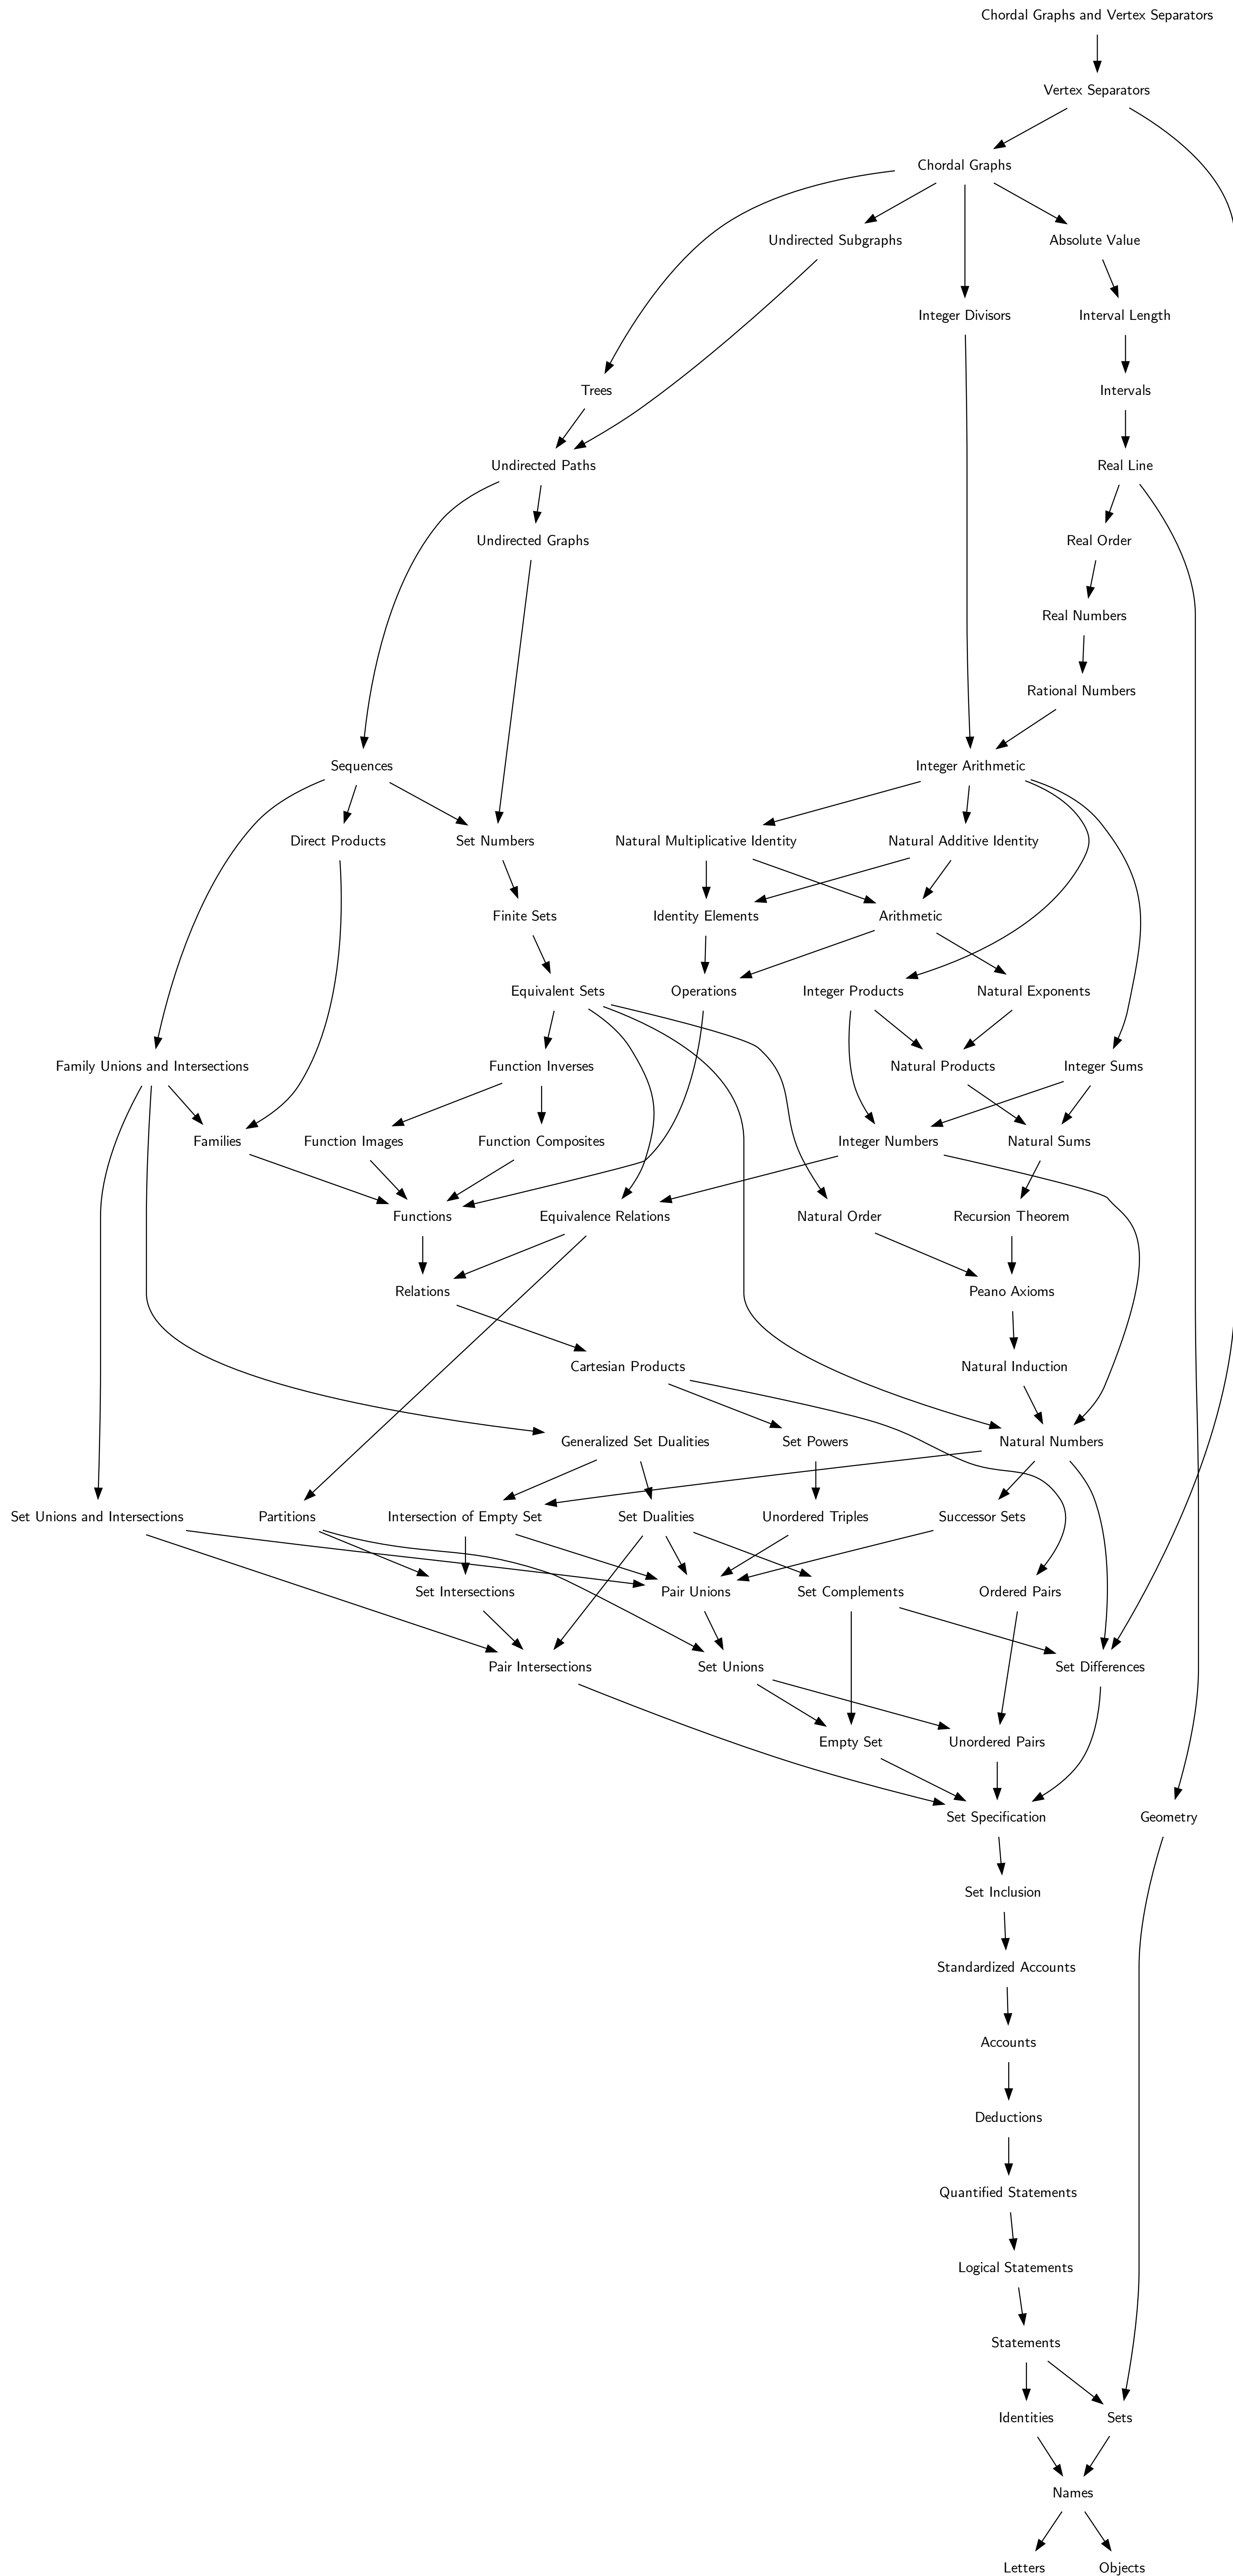 Chordal Graphs and Vertex Separators
Vertex Separators
Chordal Graphs
Undirected Subgraphs
Absolute Value
Integer Divisors
Interval Length
Trees
Intervals
Undirected Paths
Real Line
Undirected Graphs
Real Order
Real Numbers
Rational Numbers
Sequences
Integer Arithmetic
Direct Products
Set Numbers
Natural Multiplicative Identity
Natural Additive Identity
Finite Sets
Identity Elements
Arithmetic
Equivalent Sets
Operations
Integer Products
Natural Exponents
Family Unions and Intersections
Function Inverses
Natural Products
Integer Sums
Families
Function Images
Function Composites
Integer Numbers
Natural Sums
Functions
Equivalence Relations
Natural Order
Recursion Theorem
Relations
Peano Axioms
Cartesian Products
Natural Induction
Generalized Set Dualities
Set Powers
Natural Numbers
Set Unions and Intersections
Partitions
Intersection of Empty Set
Set Dualities
Unordered Triples
Successor Sets
Set Intersections
Pair Unions
Set Complements
Ordered Pairs
Pair Intersections
Set Unions
Set Differences
Empty Set
Unordered Pairs
Set Specification
Geometry
Set Inclusion
Standardized Accounts
Accounts
Deductions
Quantified Statements
Logical Statements
Statements
Identities
Sets
Names
Letters
Objects